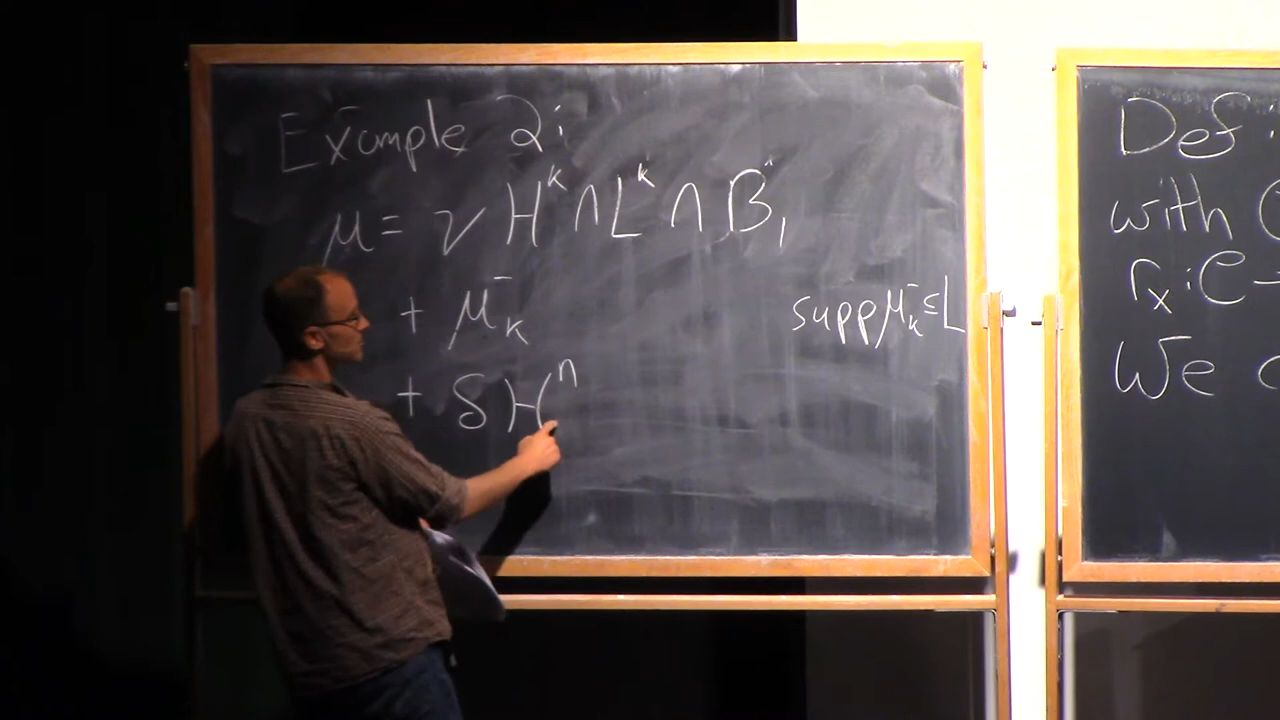 Example 2:
μ = ν H^k ∩ L^k ∩ B_1^n
+ μ_k^-
supp μ_k^- ⊆ L
+ δ H^n
Def:
with
r_x : C →
We